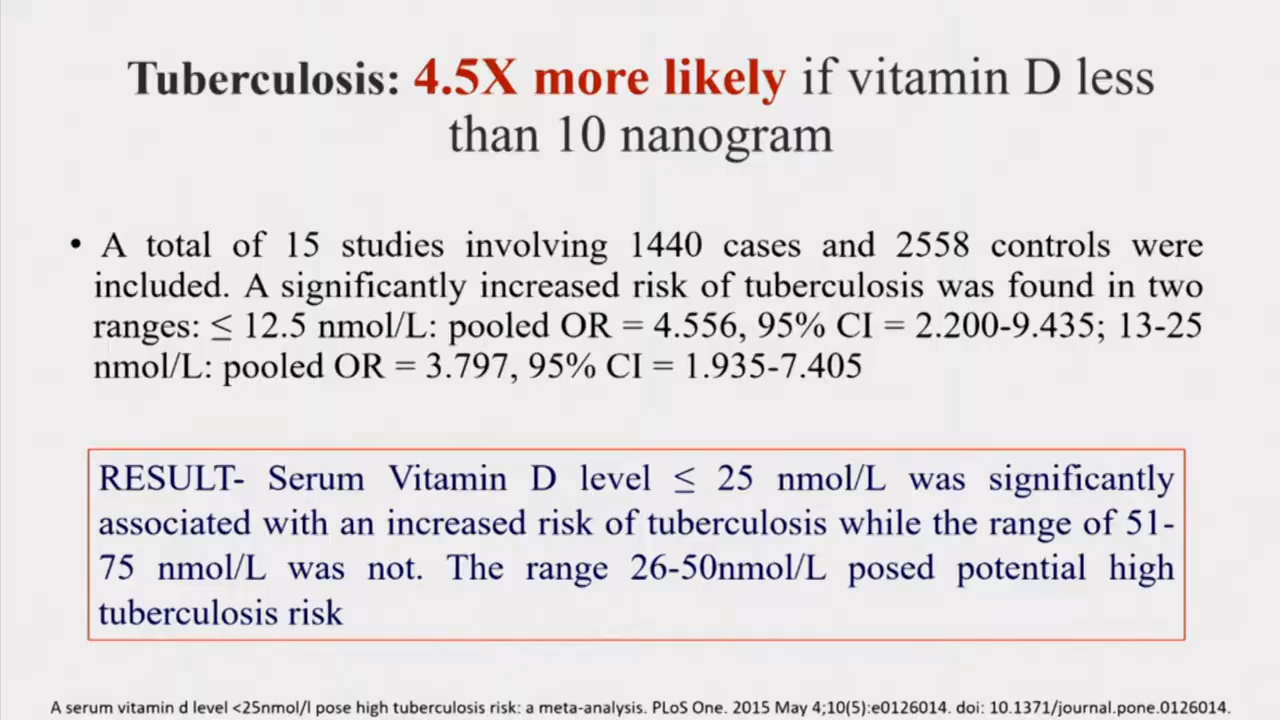 Tuberculosis: 4.5X more likely if vitamin D less
than 10 nanogram
• A total of 15 studies involving 1440 cases and 2558 controls were
included. A significantly increased risk of tuberculosis was found in two
ranges: ≤ 12.5 nmol/L: pooled OR = 4.556, 95% CI = 2.200-9.435; 13-25
nmol/L: pooled OR = 3.797, 95% CI = 1.935-7.405
RESULT- Serum Vitamin D level ≤ 25 nmol/L was significantly
associated with an increased risk of tuberculosis while the range of 51-
75 nmol/L was not. The range 26-50nmol/L posed potential high
tuberculosis risk
A serum vitamin d level <25nmol/l pose high tuberculosis risk: a meta-analysis. PLoS One. 2015 May 4;10(5):e0126014. doi: 10.1371/journal.pone.0126014.